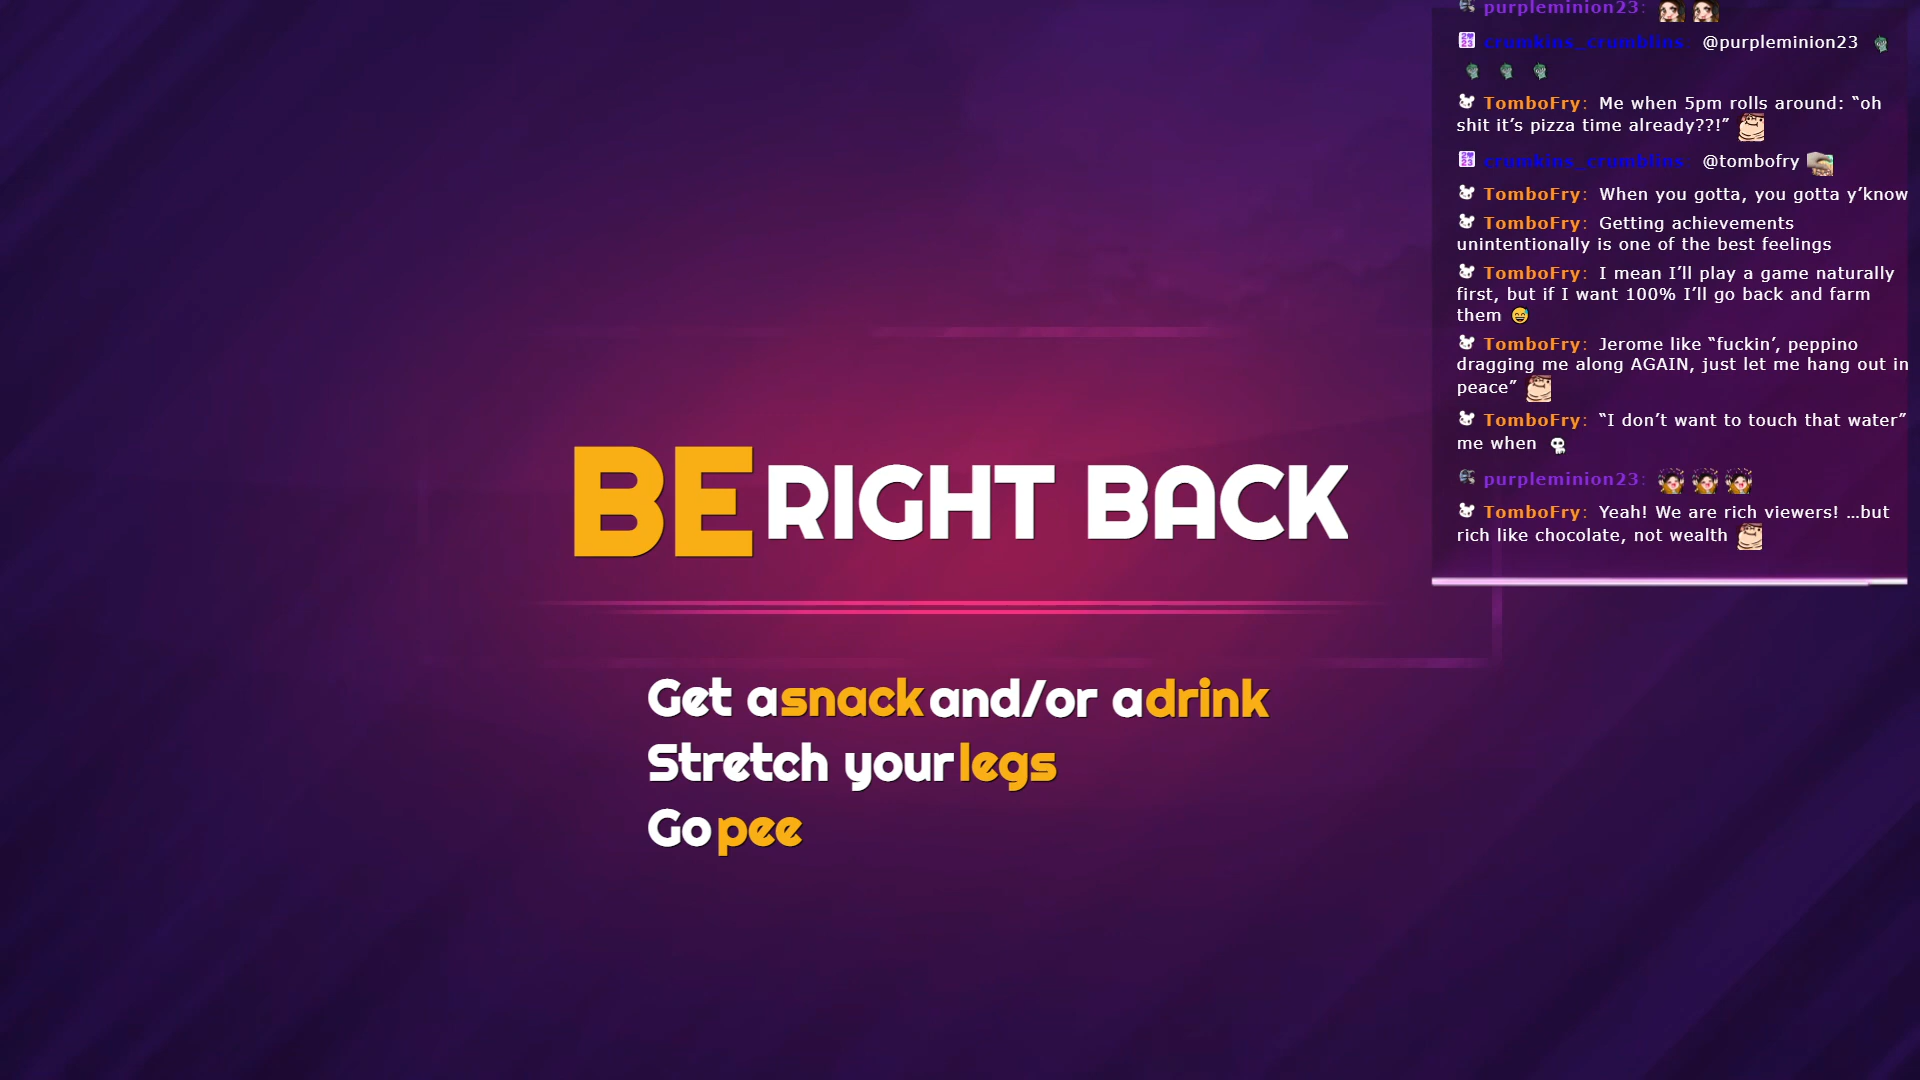 BE RIGHT BACK
Get a snack and/or a drink
Stretch your legs
Go pee
purpleminion23:
crumkins_crumblins: @purpleminion23
TomboFry: Me when 5pm rolls around: “oh
shit it’s pizza time already??!”
crumkins_crumblins: @tombofry
TomboFry: When you gotta, you gotta y’know
TomboFry: Getting achievements
unintentionally is one of the best feelings
TomboFry: I mean I’ll play a game naturally
first, but if I want 100% I’ll go back and farm
them 😅
TomboFry: Jerome like “fuckin’, peppino
dragging me along AGAIN, just let me hang out in
peace”
TomboFry: “I don’t want to touch that water”
me when
purpleminion23:
TomboFry: Yeah! We are rich viewers! …but
rich like chocolate, not wealth